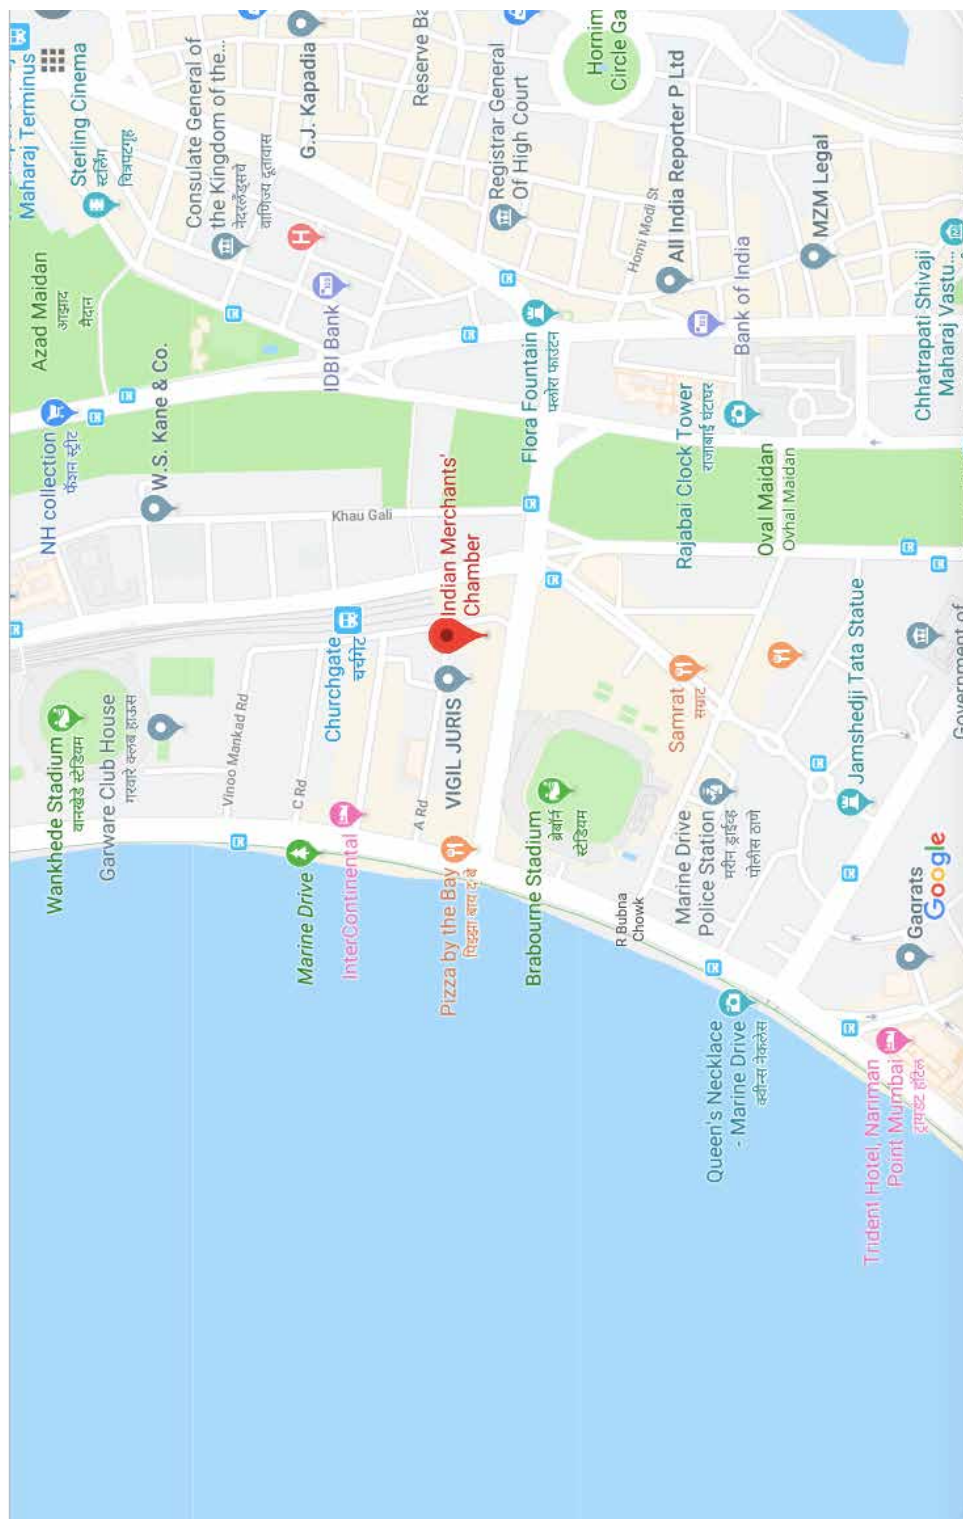 Maharaj Terminus
Wankhede Stadium
वानखेडे स्टेडियम
NH collection
फॅशन स्ट्रीट
Azad Maidan
आझाद
मैदान
Sterling Cinema
स्टर्लिंग
चित्रपटगृह
Garware Club House
गरवारे क्लब हाऊस
W.S. Kane & Co.
Consulate General of
the Kingdom of the...
नेदरलँड्सचे
वाणिज्य दूतावास
Vinoo Mankad Rd
Marine Drive
C Rd
G.J. Kapadia
H
InterContinental
Churchgate
चर्चगेट
IDBI Bank
Khau Gali
A Rd
Reserve Ba
Pizza by the Bay
पिझ्झा बाय द बे
VIGIL JURIS
Indian Merchants'
Chamber
Registrar General
Of High Court
Brabourne Stadium
ब्रेबॉर्न
स्टेडियम
Flora Fountain
फ्लोरा फाउंटन
Hornim
Circle Ga
R Bubna
Chowk
Homi Modi St
Samrat
सम्राट
All India Reporter P Ltd
Marine Drive
Police Station
मरीन ड्राईव्ह
पोलीस ठाणे
Rajabai Clock Tower
राजाबाई घंटाघर
Bank of India
Queen's Necklace
- Marine Drive
क्वीन्स नेकलेस
Oval Maidan
Ovhal Maidan
MZM Legal
Jamshedji Tata Statue
Trident Hotel, Nariman
Point Mumbai
ट्रायडंट हॉटेल
Gagrats
Google
Chhatrapati Shivaji
Maharaj Vastu...
Government of